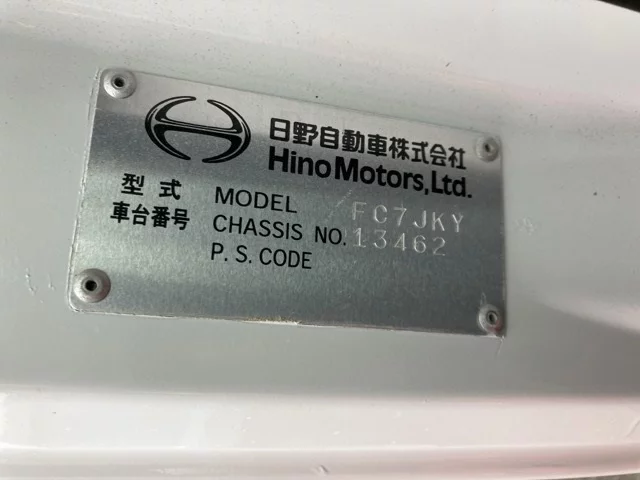 日野自動車株式会社
Hino Motors, Ltd.
型式 MODEL FC7JKY
車台番号 CHASSIS NO. 13462
P. S. CODE